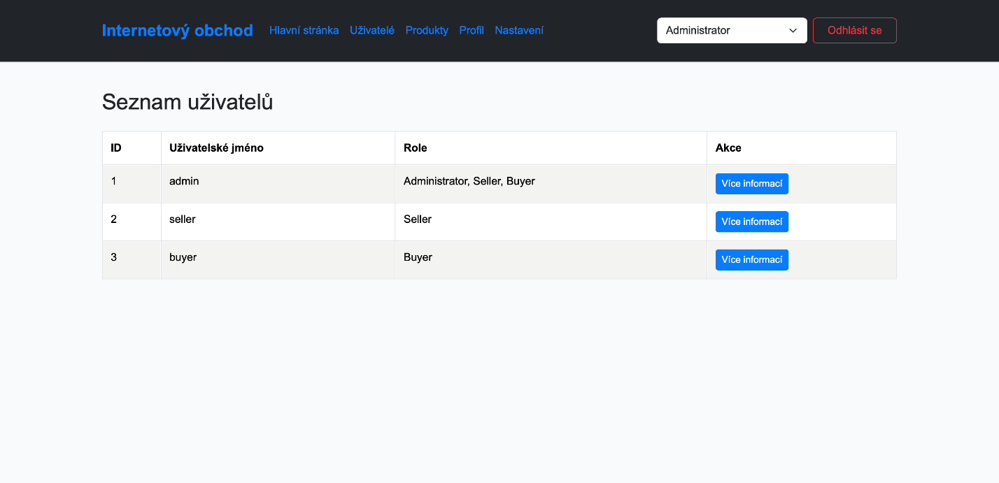 Internetový obchod Hlavní stránka Uživatelé Produkty Profil Nastavení Administrator Odhlásit se
Seznam uživatelů
ID Uživatelské jméno Role Akce
1 admin Administrator, Seller, Buyer Více informací
2 seller Seller Více informací
3 buyer Buyer Více informací